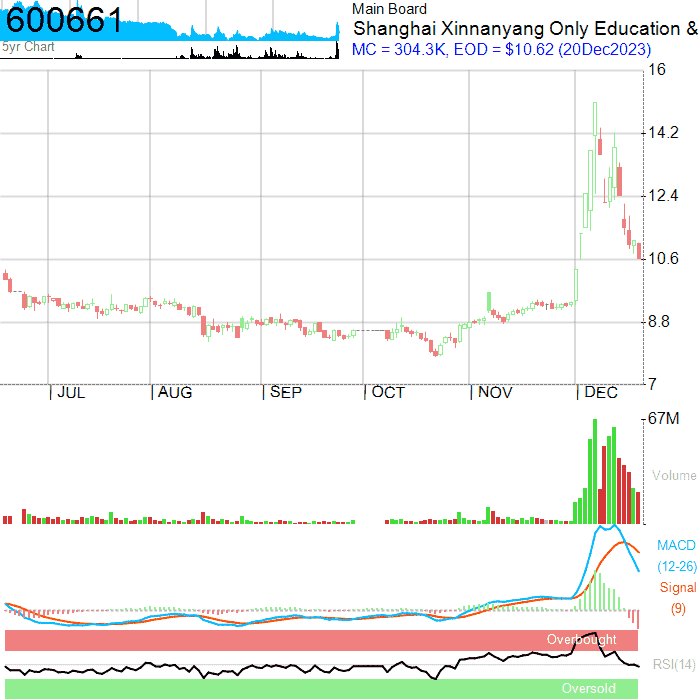 600661
5yr Chart
Main Board
Shanghai Xinnanyang Only Education &
MC = 304.3K, EOD = $10.62 (20Dec2023)
16
14.2
12.4
10.6
8.8
7
JUL AUG SEP OCT NOV DEC
67M
Volume
MACD
(12-26)
Signal
(9)
Overbought
RSI(14)
Oversold